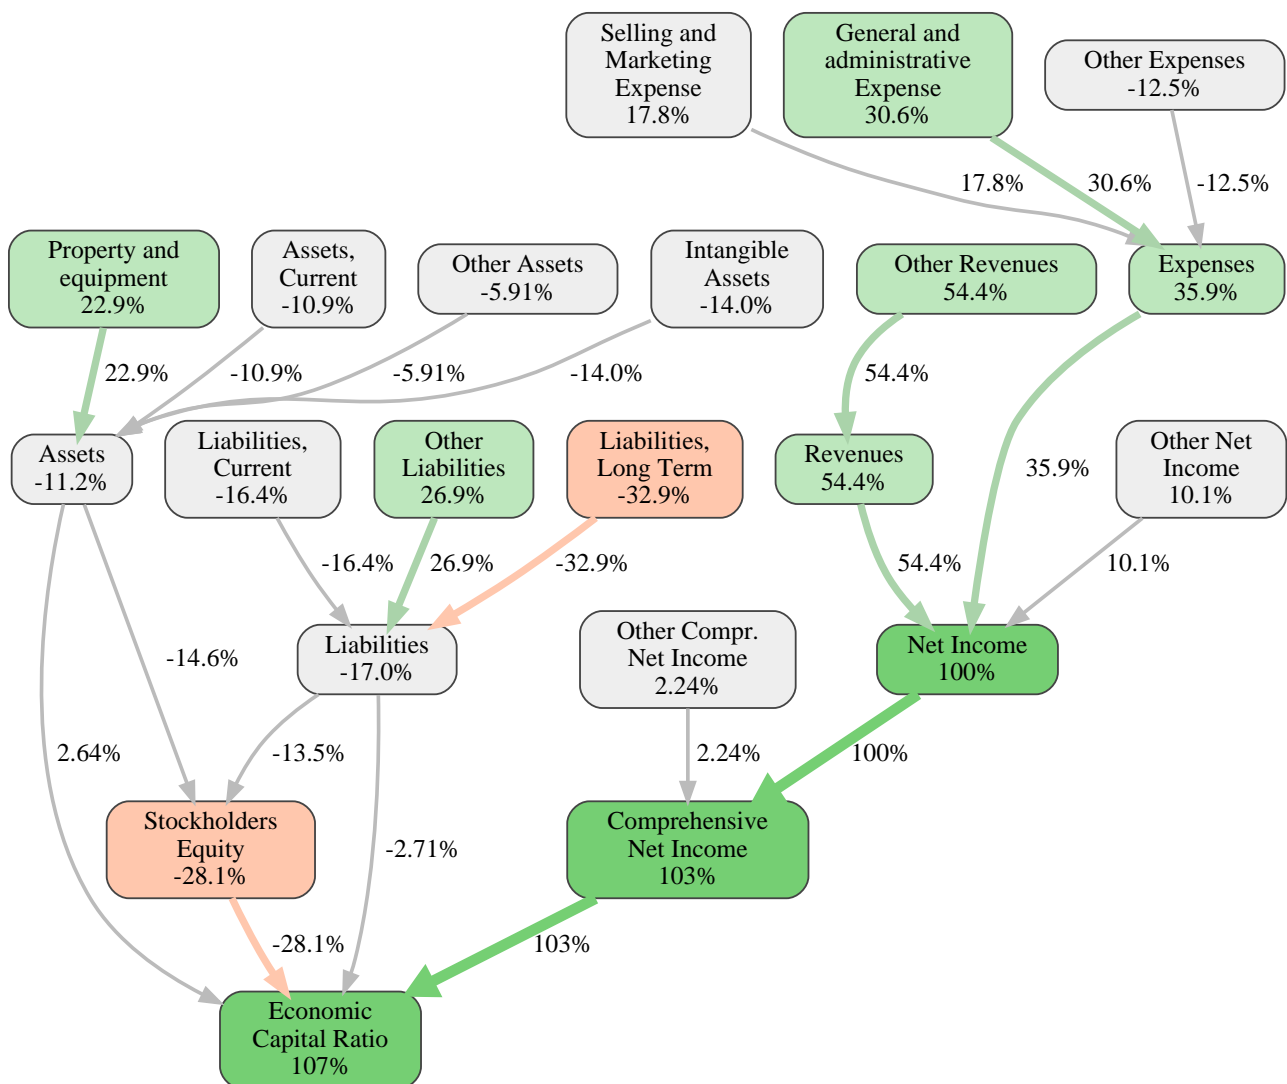 Selling and
Marketing
Expense
17.8%
General and
administrative
Expense
30.6%
Other Expenses
-12.5%
17.8%
30.6%
-12.5%
Property and
equipment
22.9%
Assets,
Current
-10.9%
Other Assets
-5.91%
Intangible
Assets
-14.0%
Other Revenues
54.4%
Expenses
35.9%
22.9%
-10.9%
-5.91%
-14.0%
54.4%
Assets
-11.2%
Liabilities,
Current
-16.4%
Other
Liabilities
26.9%
Liabilities,
Long Term
-32.9%
Revenues
54.4%
35.9%
Other Net
Income
10.1%
-16.4%
26.9%
-32.9%
54.4%
10.1%
-14.6%
Liabilities
-17.0%
Other Compr.
Net Income
2.24%
Net Income
100%
2.64%
-13.5%
2.24%
100%
Stockholders
Equity
-28.1%
-2.71%
Comprehensive
Net Income
103%
-28.1%
103%
Economic
Capital Ratio
107%